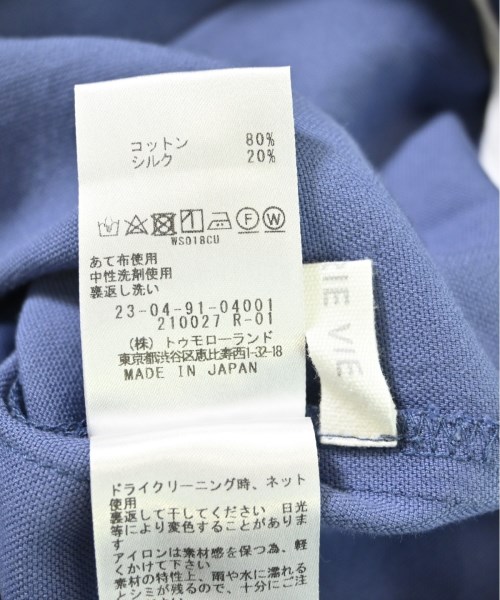 コットン 80%
シルク 20%
F W
WS018CU
あて布使用
中性洗剤使用
裏返し洗い
23-04-91-04001
210027 R-01
(株) トゥモローランド
東京都渋谷区恵比寿西1-32-18
MADE IN JAPAN
IE VIE
ドライクリーニング時、ネット
使用
裏返して干してください 日光
等により変色することがありま
す
アイロンは素材感を保つ為、軽
くかけて下さい
素材の特性上、雨や水に濡れる
とシミが残るので、十分にご注